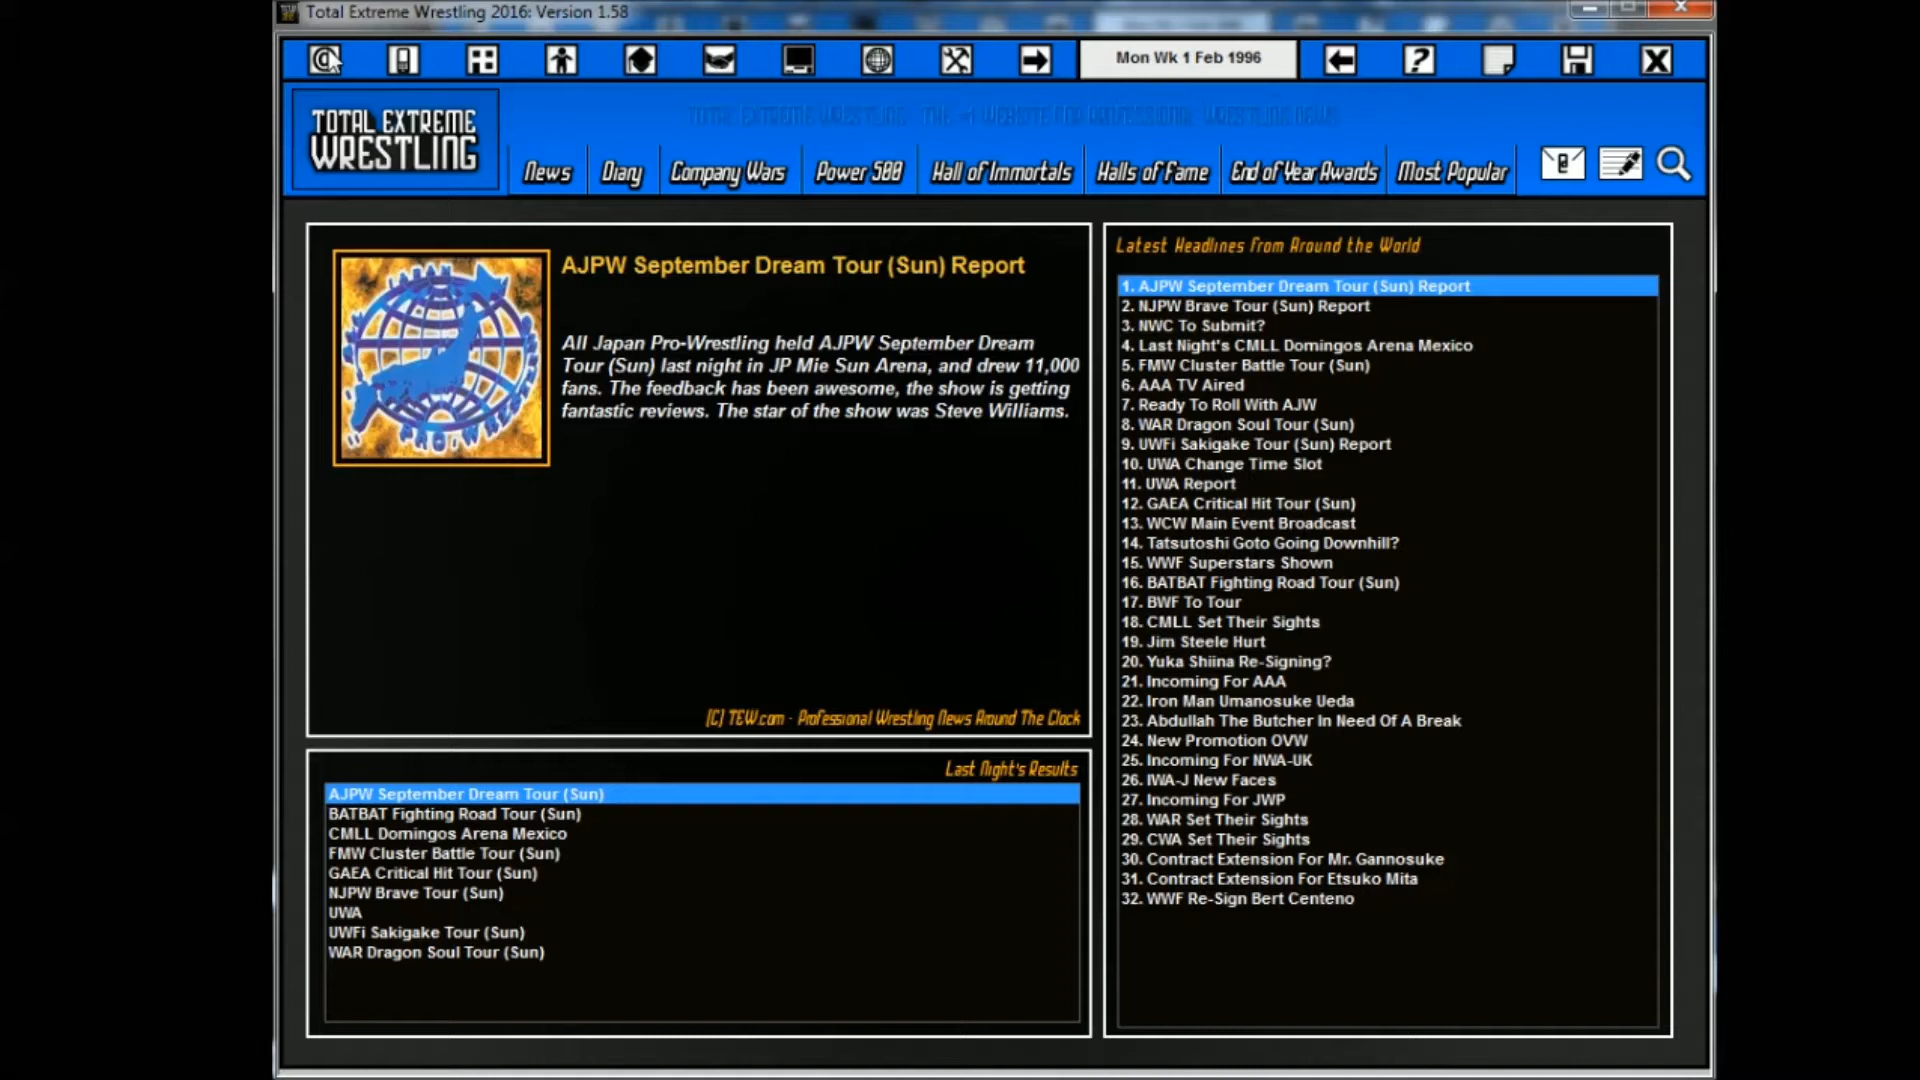 Total Extreme Wrestling 2016: Version 1.58
Mon Wk 1 Feb 1996
TOTAL EXTREME WRESTLING - THE #1 WEBSITE FOR PROFESSIONAL WRESTLING NEWS
TOTAL EXTREME
WRESTLING
News
Diary
Company Wars
Power 500
Hall of Immortals
Halls of Fame
End of Year Awards
Most Popular
AJPW September Dream Tour (Sun) Report
All Japan Pro-Wrestling held AJPW September Dream
Tour (Sun) last night in JP Mie Sun Arena, and drew 11,000
fans. The feedback has been awesome, the show is getting
fantastic reviews. The star of the show was Steve Williams.
(C) TEW.com - Professional Wrestling News Around The Clock
Last Night's Results
AJPW September Dream Tour (Sun)
BATBAT Fighting Road Tour (Sun)
CMLL Domingos Arena Mexico
FMW Cluster Battle Tour (Sun)
GAEA Critical Hit Tour (Sun)
NJPW Brave Tour (Sun)
UWA
UWFi Sakigake Tour (Sun)
WAR Dragon Soul Tour (Sun)
Latest Headlines From Around the World
1. AJPW September Dream Tour (Sun) Report
2. NJPW Brave Tour (Sun) Report
3. NWC To Submit?
4. Last Night's CMLL Domingos Arena Mexico
5. FMW Cluster Battle Tour (Sun)
6. AAA TV Aired
7. Ready To Roll With AJW
8. WAR Dragon Soul Tour (Sun)
9. UWFi Sakigake Tour (Sun) Report
10. UWA Change Time Slot
11. UWA Report
12. GAEA Critical Hit Tour (Sun)
13. WCW Main Event Broadcast
14. Tatsutoshi Goto Going Downhill?
15. WWF Superstars Shown
16. BATBAT Fighting Road Tour (Sun)
17. BWF To Tour
18. CMLL Set Their Sights
19. Jim Steele Hurt
20. Yuka Shiina Re-Signing?
21. Incoming For AAA
22. Iron Man Umanosuke Ueda
23. Abdullah The Butcher In Need Of A Break
24. New Promotion OVW
25. Incoming For NWA-UK
26. IWA-J New Faces
27. Incoming For JWP
28. WAR Set Their Sights
29. CWA Set Their Sights
30. Contract Extension For Mr. Gannosuke
31. Contract Extension For Etsuko Mita
32. WWF Re-Sign Bert Centeno